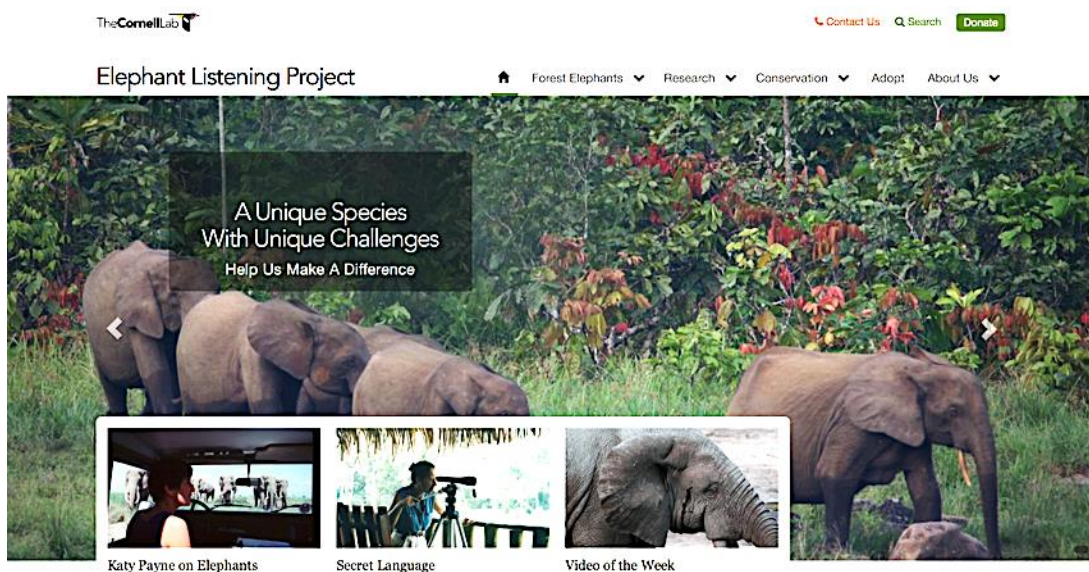 TheCornellLab
Contact Us Search Donate
Elephant Listening Project
Forest Elephants Research Conservation Adopt About Us
A Unique Species
With Unique Challenges
Help Us Make A Difference
Katy Payne on Elephants
Secret Language
Video of the Week